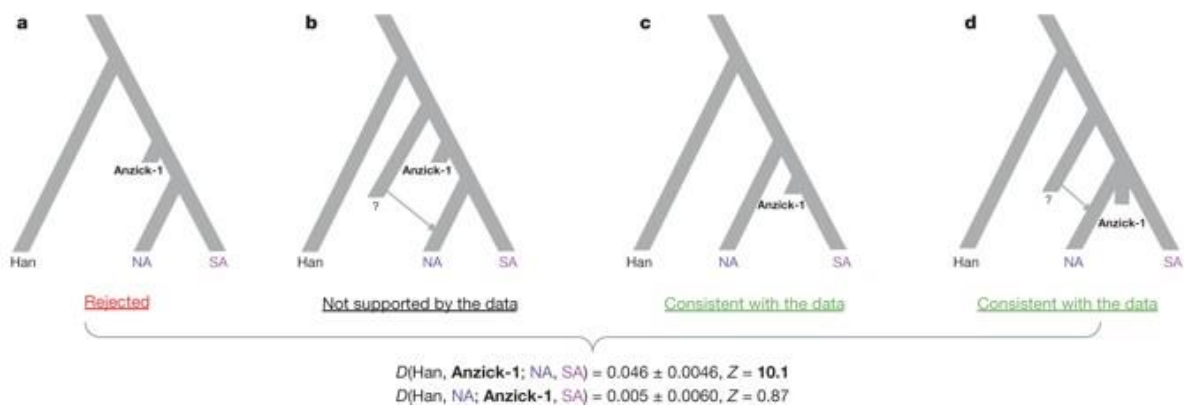 a b c d
Anzick-1 Anzick-1
? Anzick-1 ? Anzick-1
Han NA SA Han NA SA Han NA SA Han NA SA
Rejected Not supported by the data Consistent with the data Consistent with the data
D(Han, Anzick-1; NA, SA) = 0.046 ± 0.0046, Z = 10.1
D(Han, NA; Anzick-1, SA) = 0.005 ± 0.0060, Z = 0.87